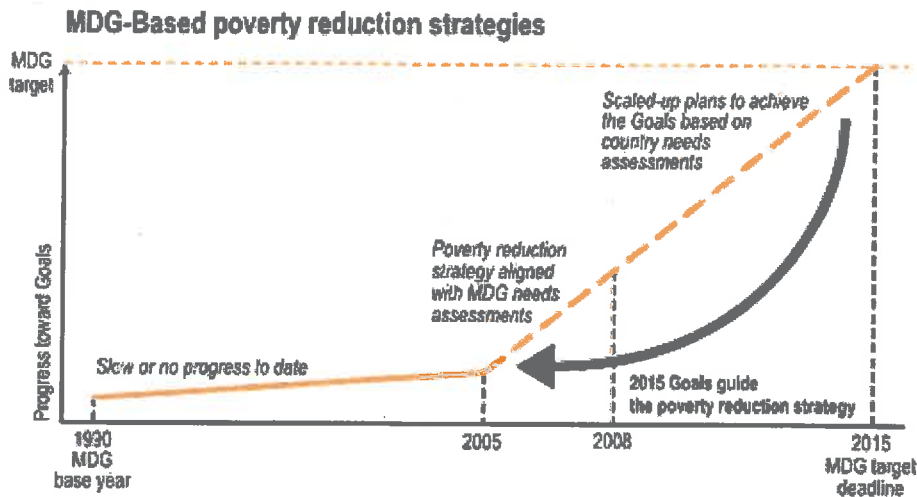 MDG-Based poverty reduction strategies
MDG
target
Scaled-up plans to achieve
the Goals based on
country needs
assessments
Progress toward Goals
Poverty reduction
strategy aligned
with MDG needs
assessments
Slow or no progress to date
2015 Goals guide
the poverty reduction strategy
1990
MDG
base year
2005
2008
2015
MDG target
deadline